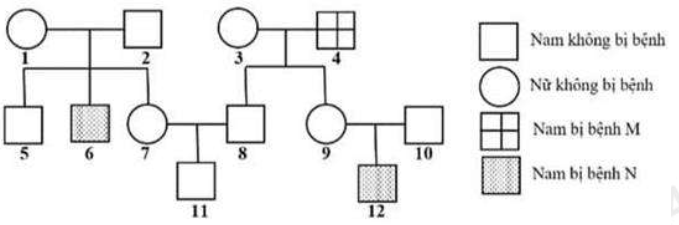 1 2 3 4
5 6 7 8 9 10
11 12
Nam không bị bệnh
Nữ không bị bệnh
Nam bị bệnh M
Nam bị bệnh N